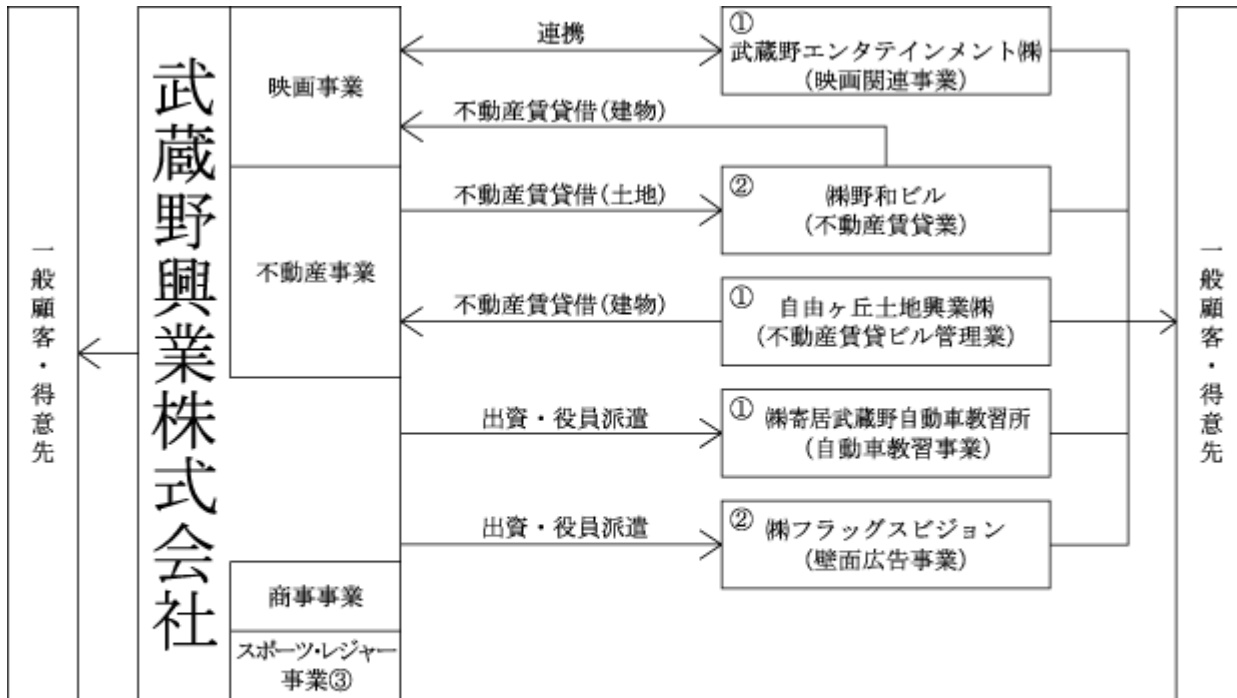 一般顧客・得意先
武蔵野興業株式会社
映画事業
不動産事業
商事事業
スポーツ・レジャー
事業③
連携
不動産賃貸借(建物)
不動産賃貸借(土地)
不動産賃貸借(建物)
出資・役員派遣
出資・役員派遣
①
武蔵野エンタテインメント㈱
(映画関連事業)
②
㈱野和ビル
(不動産賃貸業)
①
自由ヶ丘土地興業㈱
(不動産賃貸ビル管理業)
①
㈱寄居武蔵野自動車教習所
(自動車教習事業)
②
㈱フラッグスビジョン
(壁面広告事業)
一般顧客・得意先